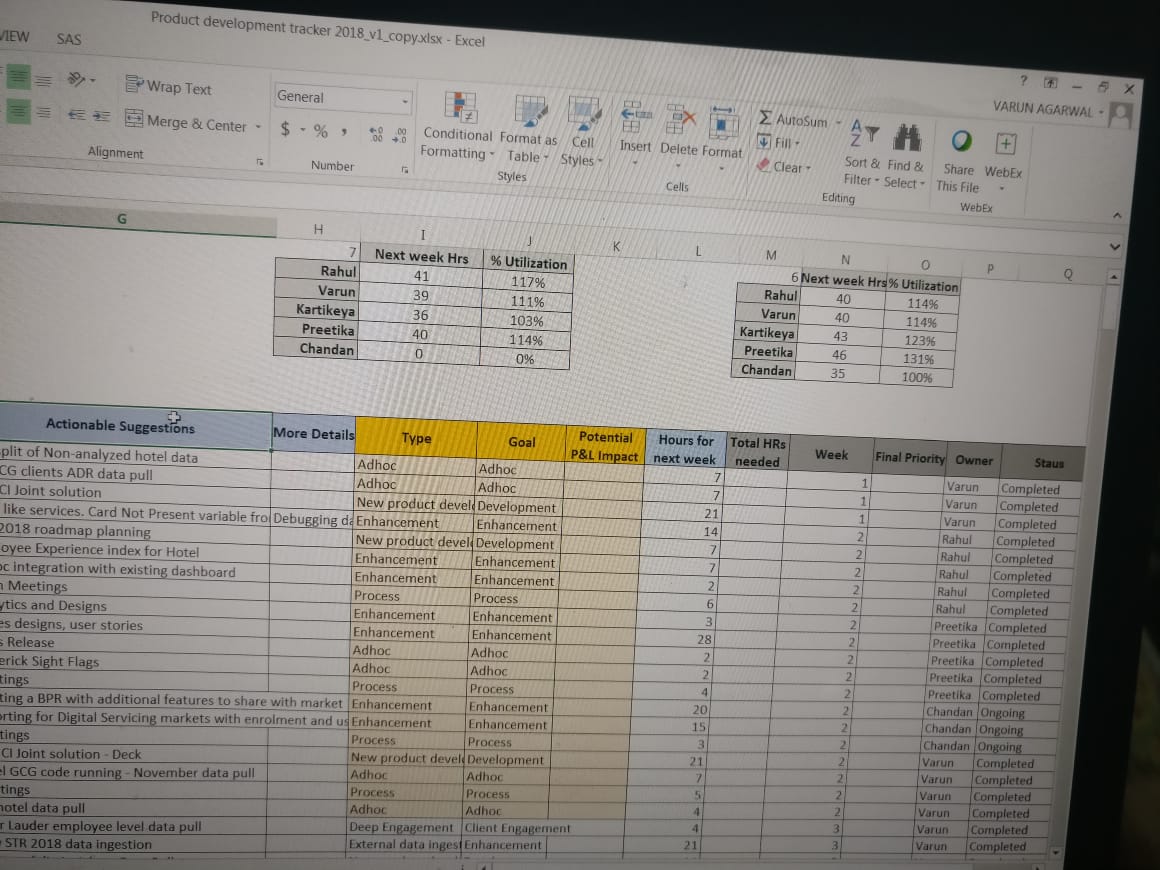 Product development tracker 2018_v1_copy.xlsx - Excel
VIEW SAS
VARUN AGARWAL
Wrap Text General AutoSum
Merge & Center $ % , Conditional Formatting Format as Table Cell Styles Insert Delete Format Fill Clear Sort & Filter Find & Select Share This File WebEx
Alignment Number Styles Cells Editing WebEx
G H I J K L M N O P Q
7 Next week Hrs % Utilization
Rahul 41 117%
Varun 39 111%
Kartikeya 36 103%
Preetika 40 114%
Chandan 0 0%
6 Next week Hrs % Utilization
Rahul 40 114%
Varun 40 114%
Kartikeya 43 123%
Preetika 46 131%
Chandan 35 100%
Actionable Suggestions More Details Type Goal Potential P&L Impact Hours for next week Total HRs needed Week Final Priority Owner Staus
plit of Non-analyzed hotel data Adhoc Adhoc 7 1 Varun Completed
CG clients ADR data pull Adhoc Adhoc 7 1 Varun Completed
CI Joint solution New product devel Development 21 1 Varun Completed
like services. Card Not Present variable fro Debugging da Enhancement Enhancement 14 2 Rahul Completed
2018 roadmap planning New product devel Development 7 2 Rahul Completed
oyee Experience index for Hotel Enhancement Enhancement 7 2 Rahul Completed
oc integration with existing dashboard Enhancement Enhancement 2 2 Rahul Completed
Meetings Process Process 6 2 Rahul Completed
ytics and Designs Enhancement Enhancement 3 2 Preetika Completed
es designs, user stories Enhancement Enhancement 28 2 Preetika Completed
s Release Adhoc Adhoc 2 2 Preetika Completed
erick Sight Flags Adhoc Adhoc 2 2 Preetika Completed
tings Process Process 4 2 Preetika Completed
ting a BPR with additional features to share with market Enhancement Enhancement 20 2 Chandan Ongoing
orting for Digital Servicing markets with enrolment and us Enhancement Enhancement 15 2 Chandan Ongoing
tings Process Process 3 2 Chandan Ongoing
CI Joint solution - Deck New product devel Development 21 2 Varun Completed
el GCG code running - November data pull Adhoc Adhoc 7 2 Varun Completed
tings Process Process 5 2 Varun Completed
hotel data pull Adhoc Adhoc 4 2 Varun Completed
r Lauder employee level data pull Deep Engagement Client Engagement 4 3 Varun Completed
STR 2018 data ingestion External data ingest Enhancement 21 3 Varun Completed